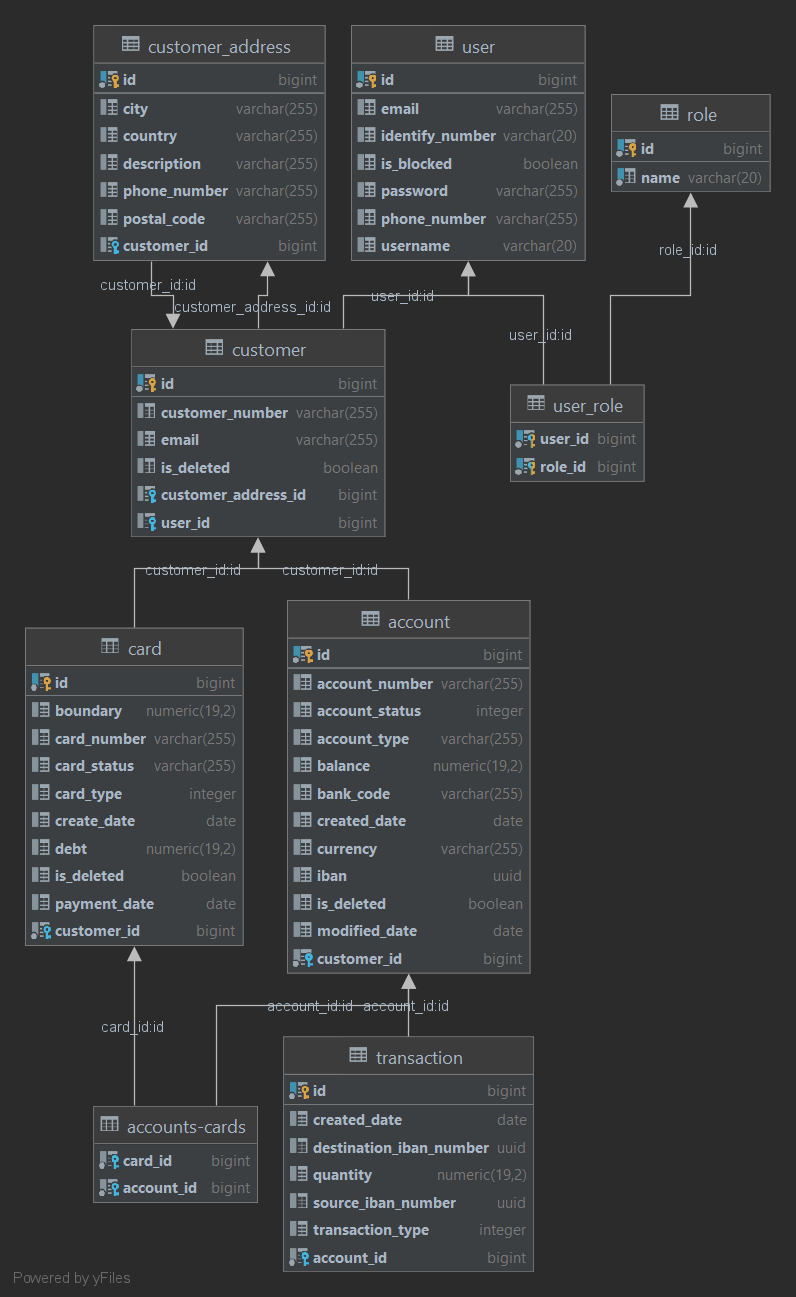 customer_address
id bigint
city varchar(255)
country varchar(255)
description varchar(255)
phone_number varchar(255)
postal_code varchar(255)
customer_id bigint
user
id bigint
email varchar(255)
identify_number varchar(20)
is_blocked boolean
password varchar(255)
phone_number varchar(255)
username varchar(20)
role
id bigint
name varchar(20)
customer_id:id
customer_address_id:id
user_id:id
user_id:id
role_id:id
customer
id bigint
customer_number varchar(255)
email varchar(255)
is_deleted boolean
customer_address_id bigint
user_id bigint
user_role
user_id bigint
role_id bigint
customer_id:id
customer_id:id
card
id bigint
boundary numeric(19,2)
card_number varchar(255)
card_status varchar(255)
card_type integer
create_date date
debt numeric(19,2)
is_deleted boolean
payment_date date
customer_id bigint
account
id bigint
account_number varchar(255)
account_status integer
account_type varchar(255)
balance numeric(19,2)
bank_code varchar(255)
created_date date
currency varchar(255)
iban uuid
is_deleted boolean
modified_date date
customer_id bigint
card_id:id
account_id:id
account_id:id
accounts-cards
card_id bigint
account_id bigint
transaction
id bigint
created_date date
destination_iban_number uuid
quantity numeric(19,2)
source_iban_number uuid
transaction_type integer
account_id bigint
Powered by yFiles